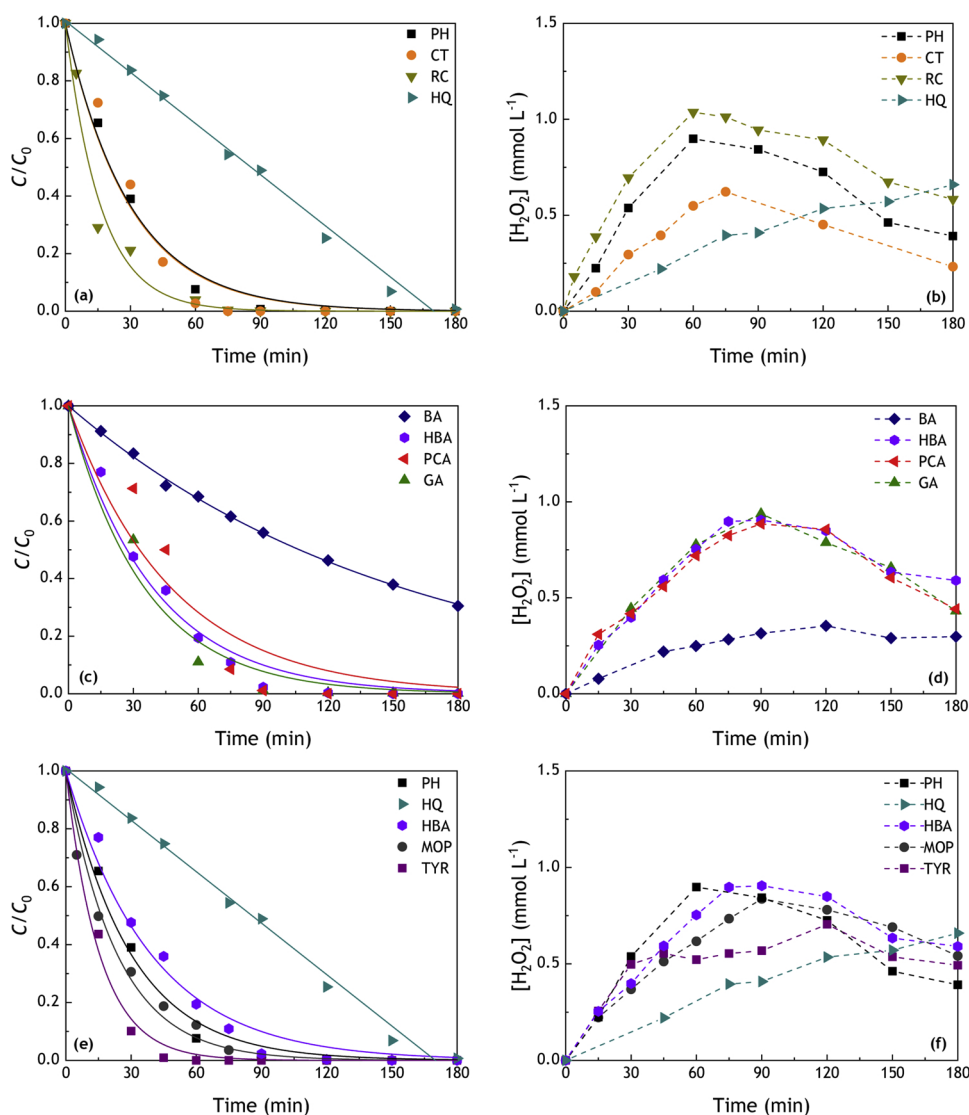 1.0
0.8
0.6
0.4
0.2
0.0
C/C₀
PH
CT
RC
HQ
(a)
0 30 60 90 120 150 180
Time (min)
1.5
1.0
0.5
0.0
[H₂O₂] (mmol L⁻¹)
PH
CT
RC
HQ
(b)
0 30 60 90 120 150 180
Time (min)
1.0
0.8
0.6
0.4
0.2
0.0
C/C₀
BA
HBA
PCA
GA
(c)
0 30 60 90 120 150 180
Time (min)
1.5
1.0
0.5
0.0
[H₂O₂] (mmol L⁻¹)
BA
HBA
PCA
GA
(d)
0 30 60 90 120 150 180
Time (min)
1.0
0.8
0.6
0.4
0.2
0.0
C/C₀
PH
HQ
HBA
MOP
TYR
(e)
0 30 60 90 120 150 180
Time (min)
1.5
1.0
0.5
0.0
[H₂O₂] (mmol L⁻¹)
PH
HQ
HBA
MOP
TYR
(f)
0 30 60 90 120 150 180
Time (min)